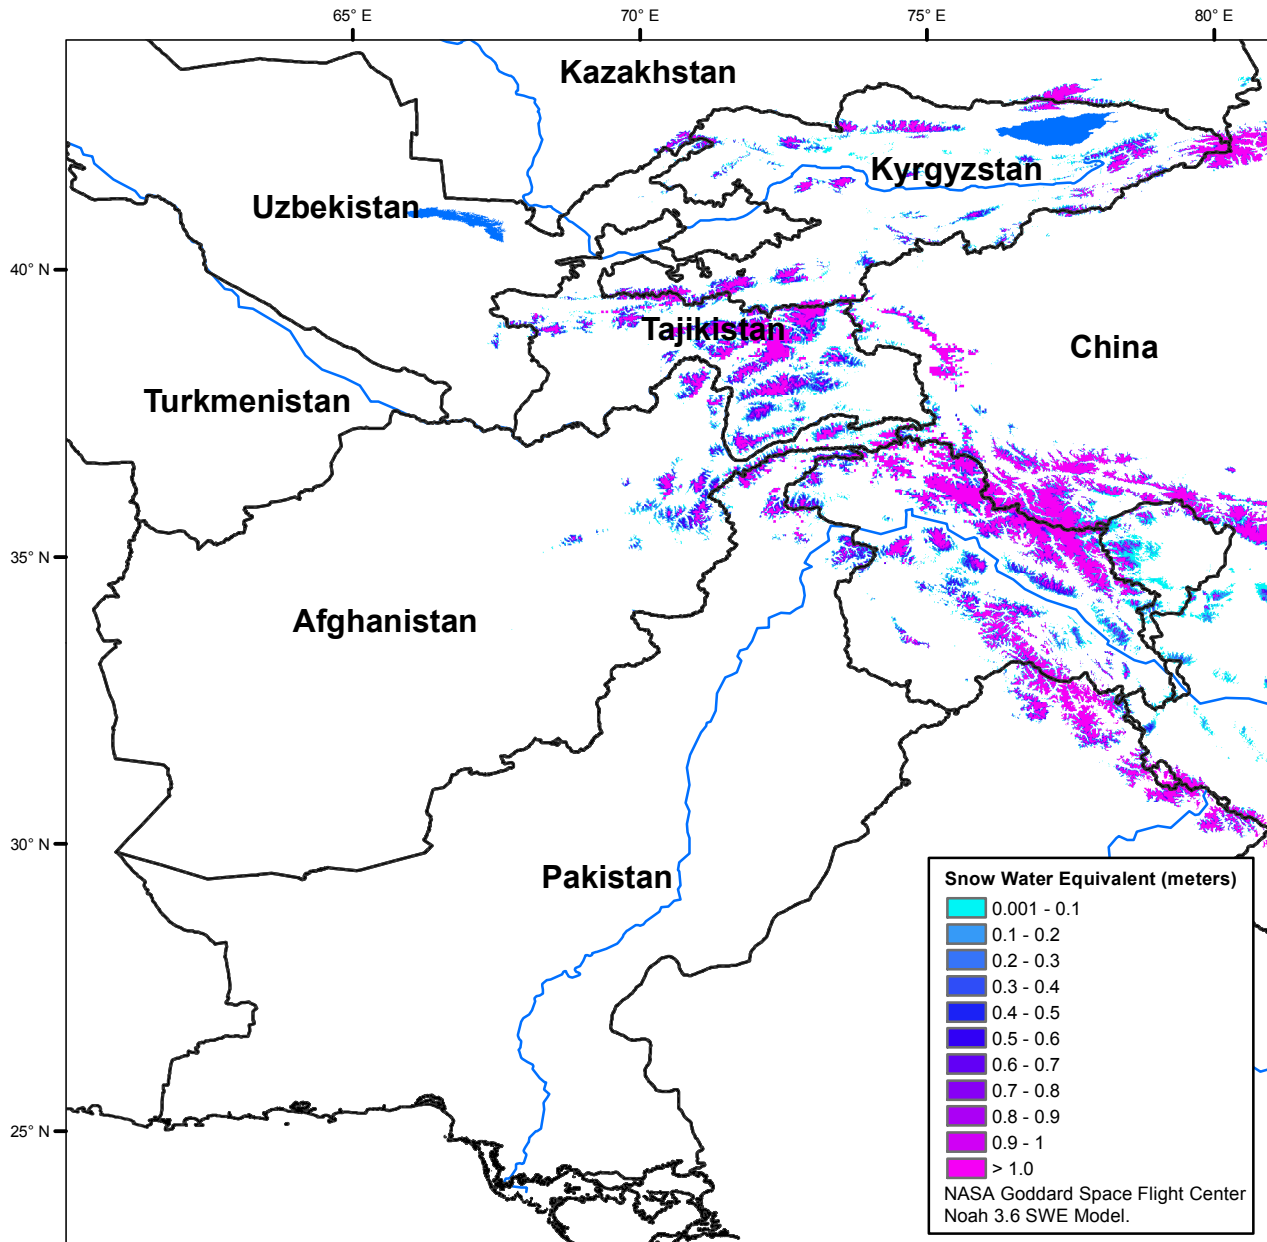 65° E
70° E
75° E
80° E
Kazakhstan
Kyrgyzstan
Uzbekistan
40° N
Tajikistan
China
Turkmenistan
35° N
Afghanistan
30° N
Pakistan
Snow Water Equivalent (meters)
0.001 - 0.1
0.1 - 0.2
0.2 - 0.3
0.3 - 0.4
0.4 - 0.5
0.5 - 0.6
0.6 - 0.7
0.7 - 0.8
0.8 - 0.9
0.9 - 1
> 1.0
25° N
NASA Goddard Space Flight Center
Noah 3.6 SWE Model.